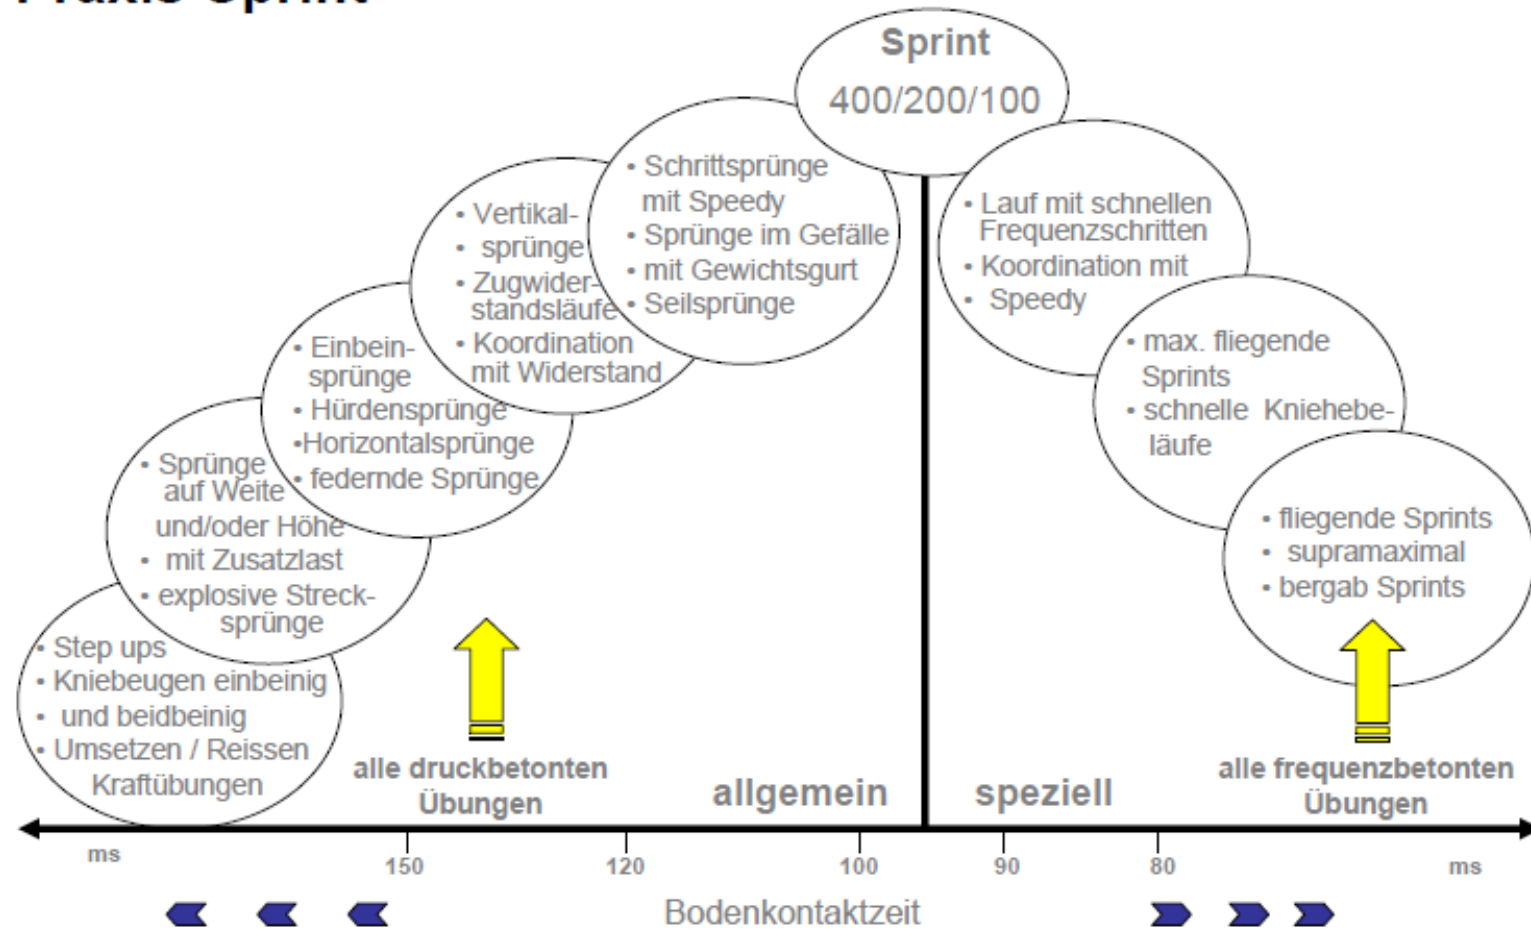 Praxis Sprint
Sprint
400/200/100
• Schrittsprünge
mit Speedy
• Sprünge im Gefälle
• mit Gewichtsgurt
• Seilsprünge
• Vertikal-
• sprünge
• Zugwider-
standsläufe
• Koordination
mit Widerstand
• Einbein-
sprünge
• Hürdensprünge
•Horizontalsprünge
• federnde Sprünge
• Sprünge
auf Weite
und/oder Höhe
• mit Zusatzlast
• explosive Streck-
sprünge
• Step ups
• Kniebeugen einbeinig
• und beidbeinig
• Umsetzen / Reissen
Kraftübungen
• Lauf mit schnellen
Frequenzschritten
• Koordination mit
• Speedy
• max. fliegende
Sprints
• schnelle Kniehebe-
läufe
• fliegende Sprints
• supramaximal
• bergab Sprints
alle druckbetonten
Übungen
allgemein
speziell
alle frequenzbetonten
Übungen
ms
150
120
100
90
80
ms
Bodenkontaktzeit